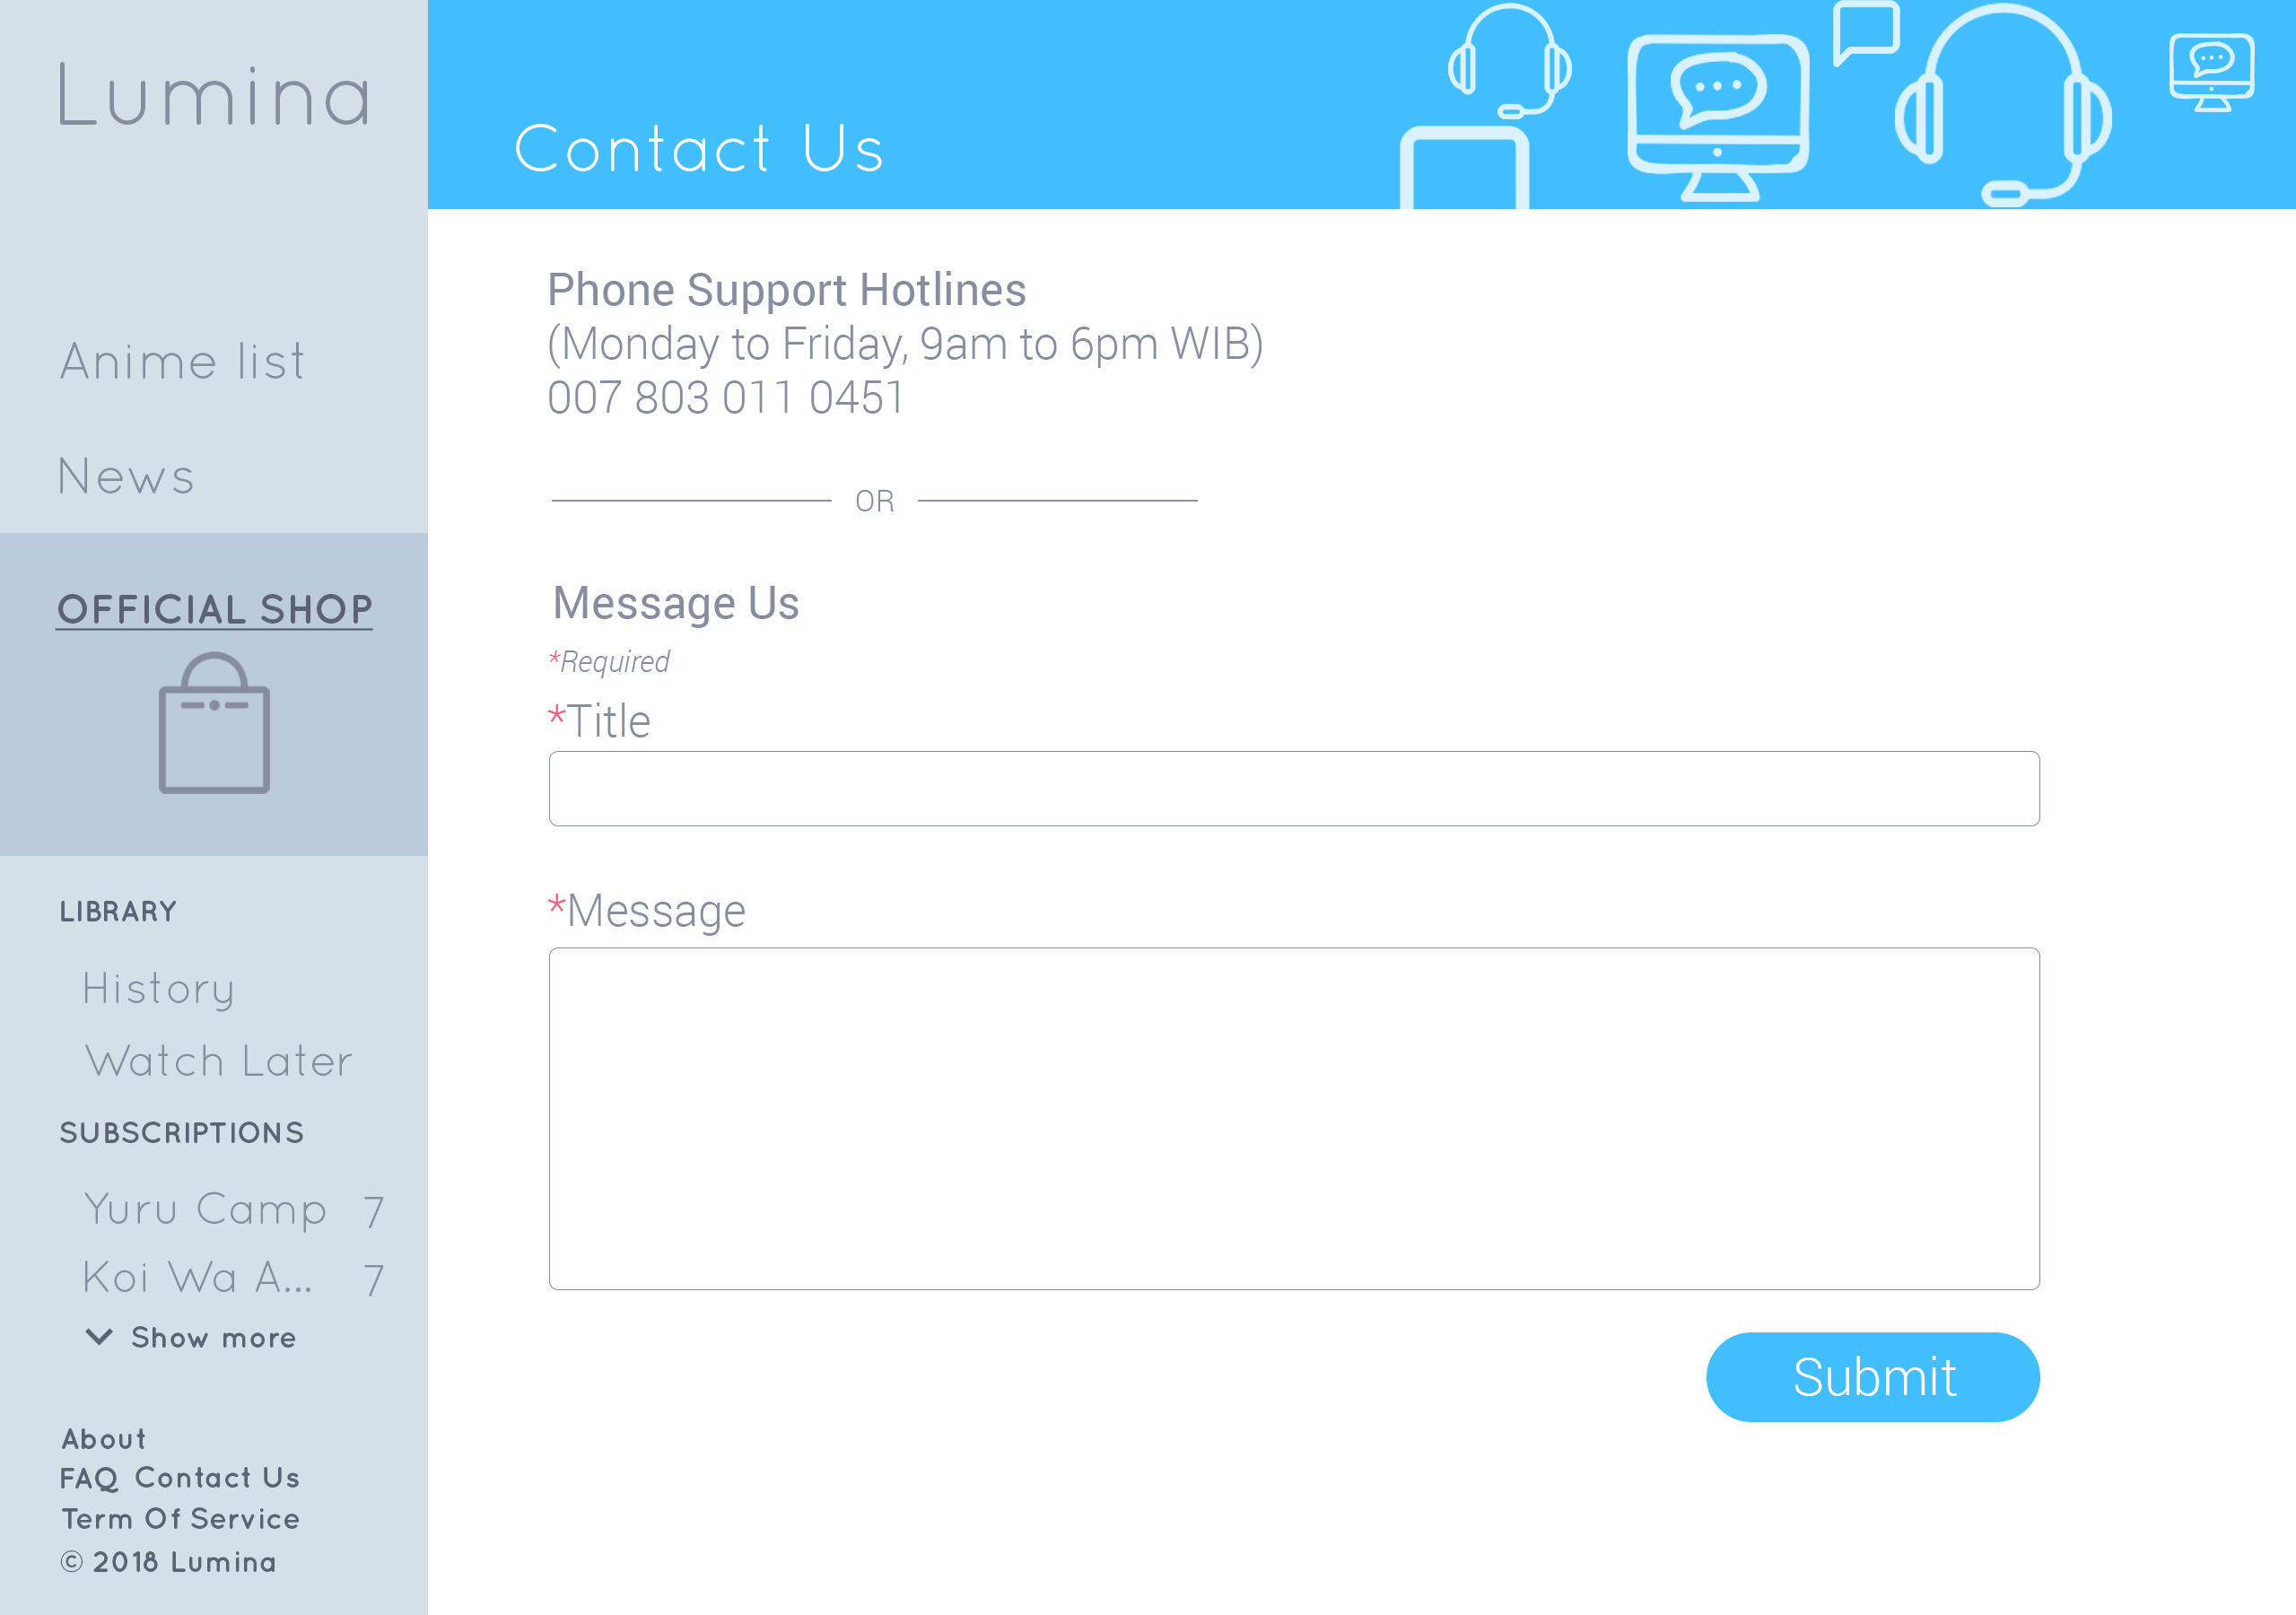 Lumina
Anime list
News
OFFICIAL SHOP
LIBRARY
History
Watch Later
SUBSCRIPTIONS
Yuru Camp 7
Koi Wa A... 7
Show more
About
FAQ Contact Us
Term Of Service
© 2018 Lumina
Contact Us
Phone Support Hotlines
(Monday to Friday, 9am to 6pm WIB)
007 803 011 0451
OR
Message Us
*Required
*Title
*Message
Submit